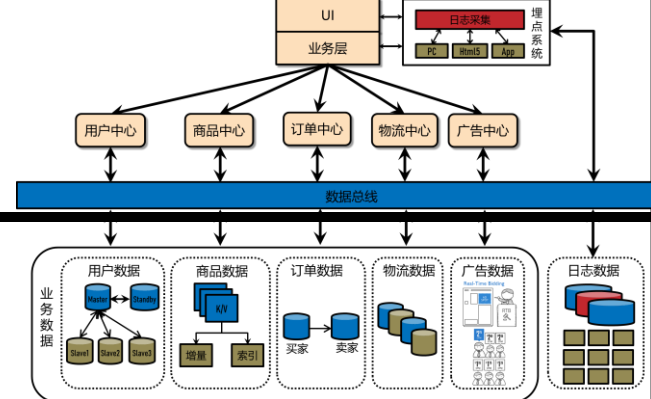 UI
业务层
日志采集
PC Html5 App
埋点系统
用户中心 商品中心 订单中心 物流中心 广告中心
数据总线
业务数据
用户数据 商品数据 订单数据 物流数据 广告数据 日志数据
Real-Time Bidding
Master Standby
K/V
Slave1 Slave2 Slave3
增量 索引
买家 卖家